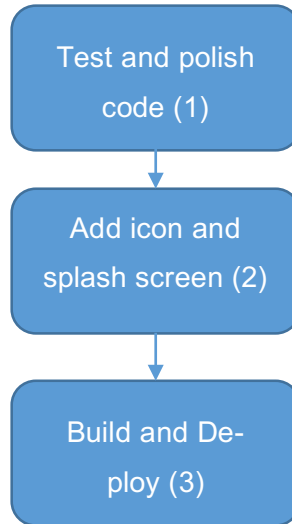 Test and polish
code (1)
Add icon and
splash screen (2)
Build and De-
ploy (3)